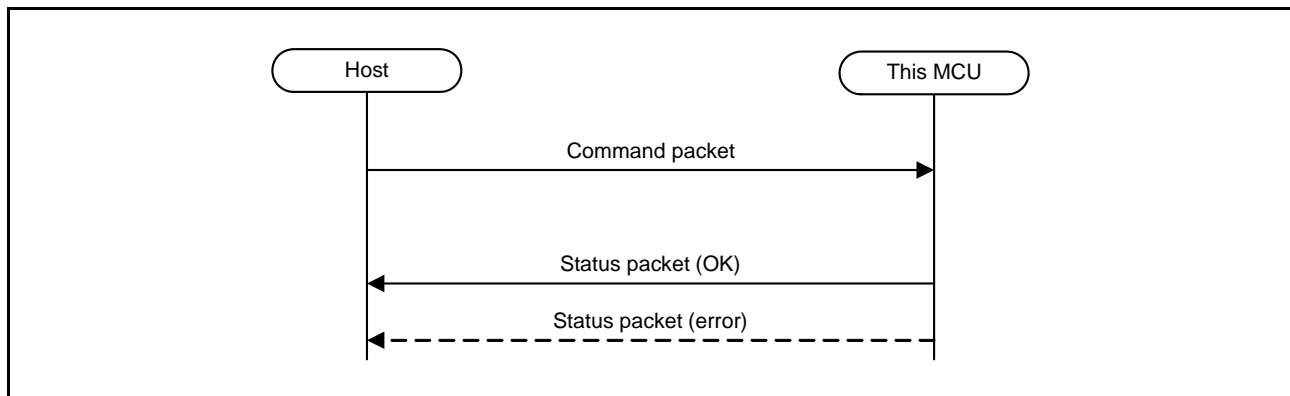 Host
This MCU
Command packet
Status packet (OK)
Status packet (error)